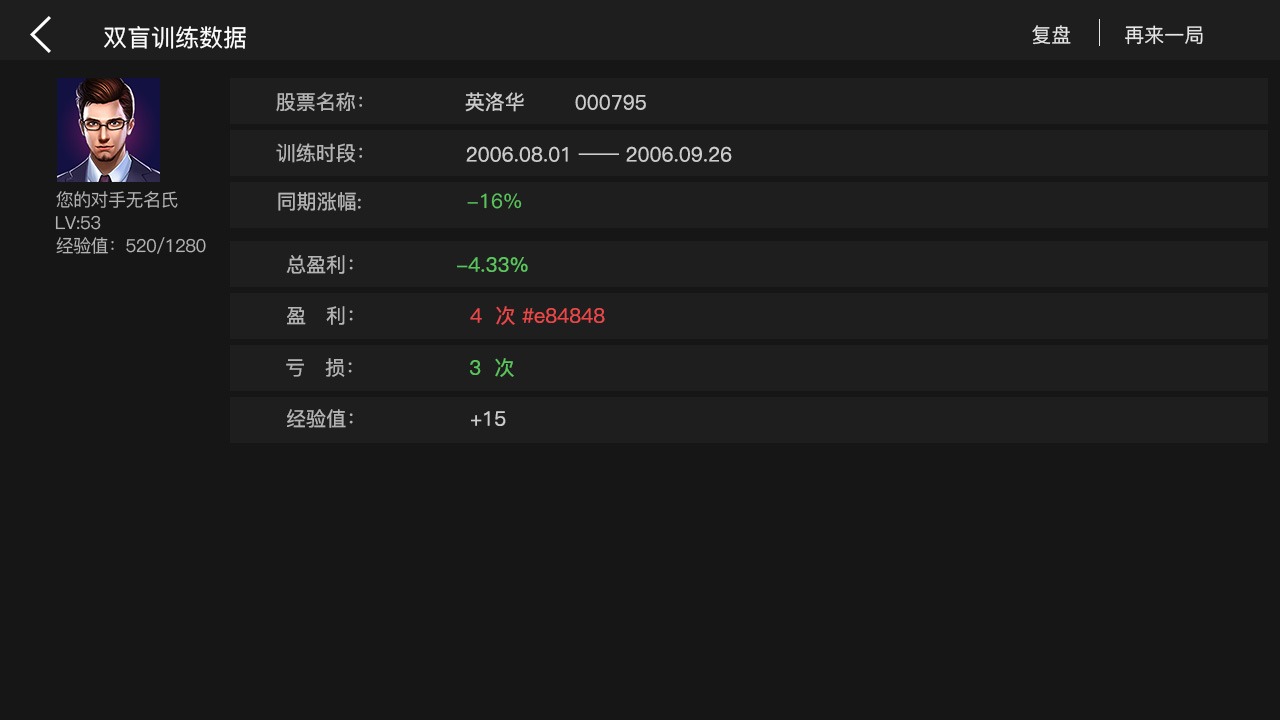 双盲训练数据
复盘 再来一局
您的对手无名氏
LV:53
经验值：520/1280
股票名称： 英洛华 000795
训练时段： 2006.08.01 —— 2006.09.26
同期涨幅: -16%
总盈利： -4.33%
盈 利： 4 次 #e84848
亏 损： 3 次
经验值： +15